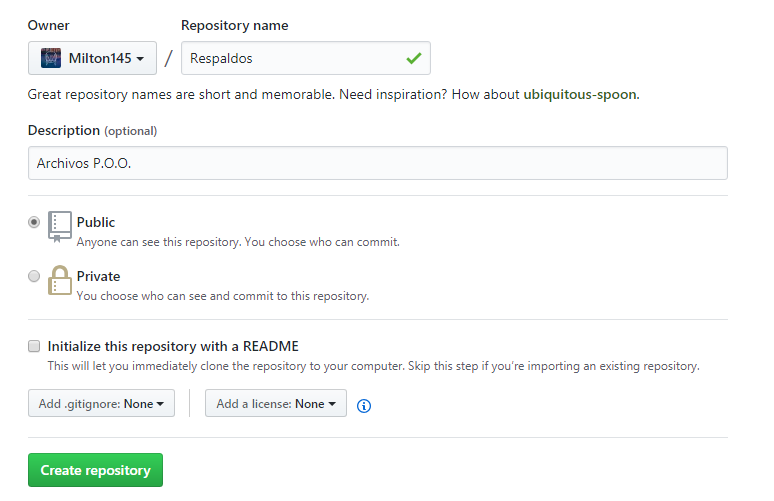 Owner Repository name
Milton145 / Respaldos
Great repository names are short and memorable. Need inspiration? How about ubiquitous-spoon.
Description (optional)
Archivos P.O.O.
Public
Anyone can see this repository. You choose who can commit.
Private
You choose who can see and commit to this repository.
Initialize this repository with a README
This will let you immediately clone the repository to your computer. Skip this step if you're importing an existing repository.
Add .gitignore: None Add a license: None
Create repository